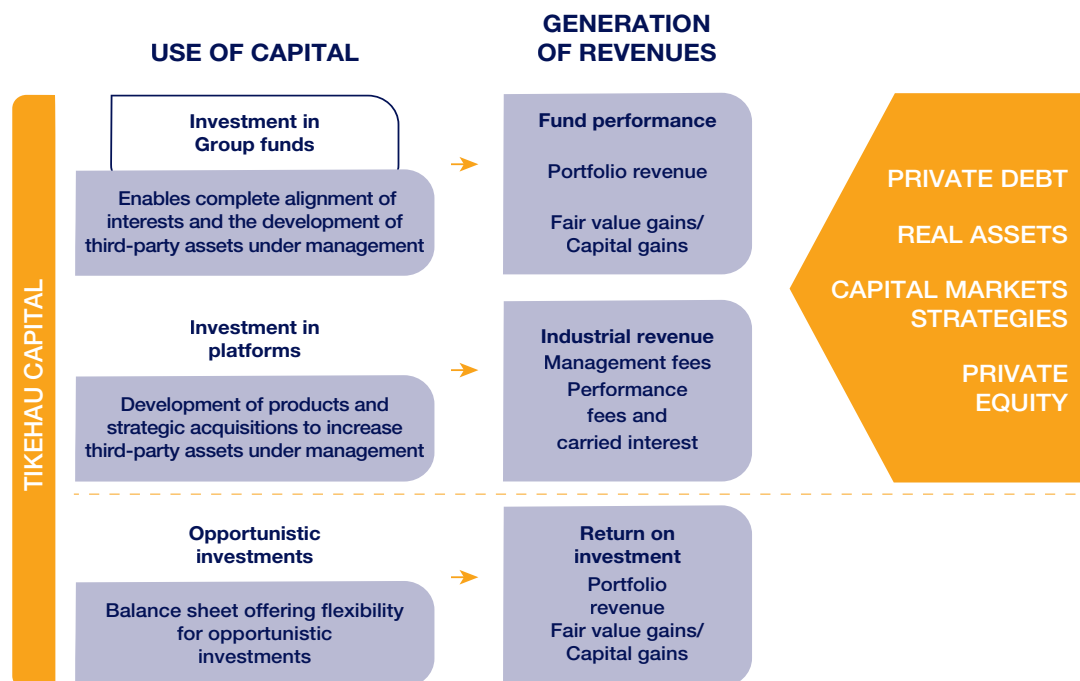 USE OF CAPITAL
GENERATION
OF REVENUES
TIKEHAU CAPITAL
Investment in
Group funds
Enables complete alignment of
interests and the development of
third-party assets under management
Fund performance
Portfolio revenue
Fair value gains/
Capital gains
Investment in
platforms
Development of products and
strategic acquisitions to increase
third-party assets under management
Industrial revenue
Management fees
Performance
fees and
carried interest
Opportunistic
investments
Balance sheet offering flexibility
for opportunistic
investments
Return on
investment
Portfolio
revenue
Fair value gains/
Capital gains
PRIVATE DEBT
REAL ASSETS
CAPITAL MARKETS
STRATEGIES
PRIVATE
EQUITY